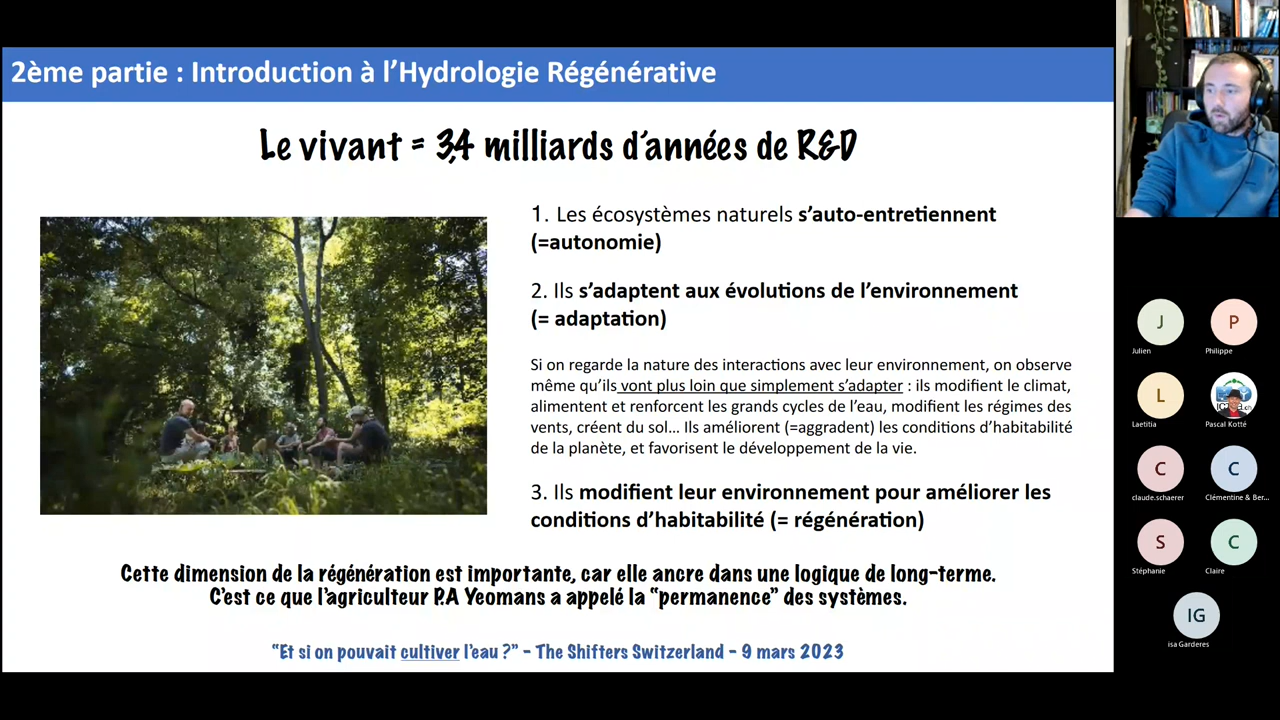 2ème partie : Introduction à l’Hydrologie Régénérative
Le vivant = 3,4 milliards d’années de R&D
1. Les écosystèmes naturels s’auto-entretiennent
(=autonomie)
2. Ils s’adaptent aux évolutions de l’environnement
(= adaptation)
Si on regarde la nature des interactions avec leur environnement, on observe
même qu’ils vont plus loin que simplement s’adapter : ils modifient le climat,
alimentent et renforcent les grands cycles de l’eau, modifient les régimes des
vents, créent du sol… Ils améliorent (=aggradent) les conditions d’habitabilité
de la planète, et favorisent le développement de la vie.
3. Ils modifient leur environnement pour améliorer les
conditions d’habitabilité (= régénération)
Cette dimension de la régénération est importante, car elle ancre dans une logique de long-terme.
C’est ce que l’agriculteur P.A Yeomans a appelé la “permanence” des systèmes.
“Et si on pouvait cultiver l’eau ?” – The Shifters Switzerland – 9 mars 2023
J
Julien
P
Philippe
L
Laetitia
Pascal Kotté
C
claude.schaerer
C
Clémentine & Ber...
S
Stéphanie
C
Claire
IG
isa Garderes